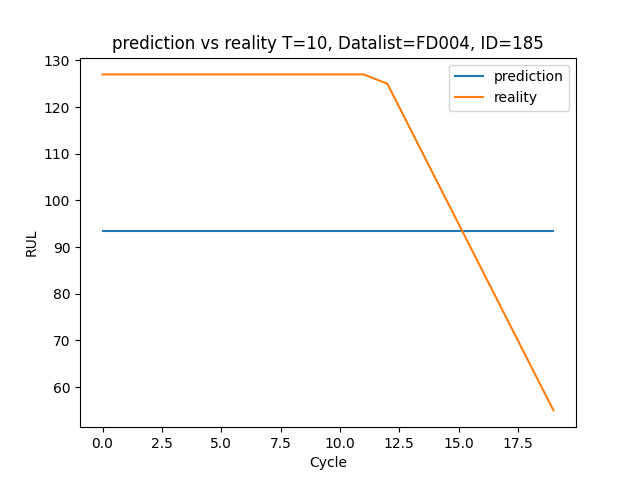 prediction vs reality T=10, Datalist=FD004, ID=185
prediction
reality
RUL
130
120
110
100
90
80
70
60
0.0 2.5 5.0 7.5 10.0 12.5 15.0 17.5
Cycle